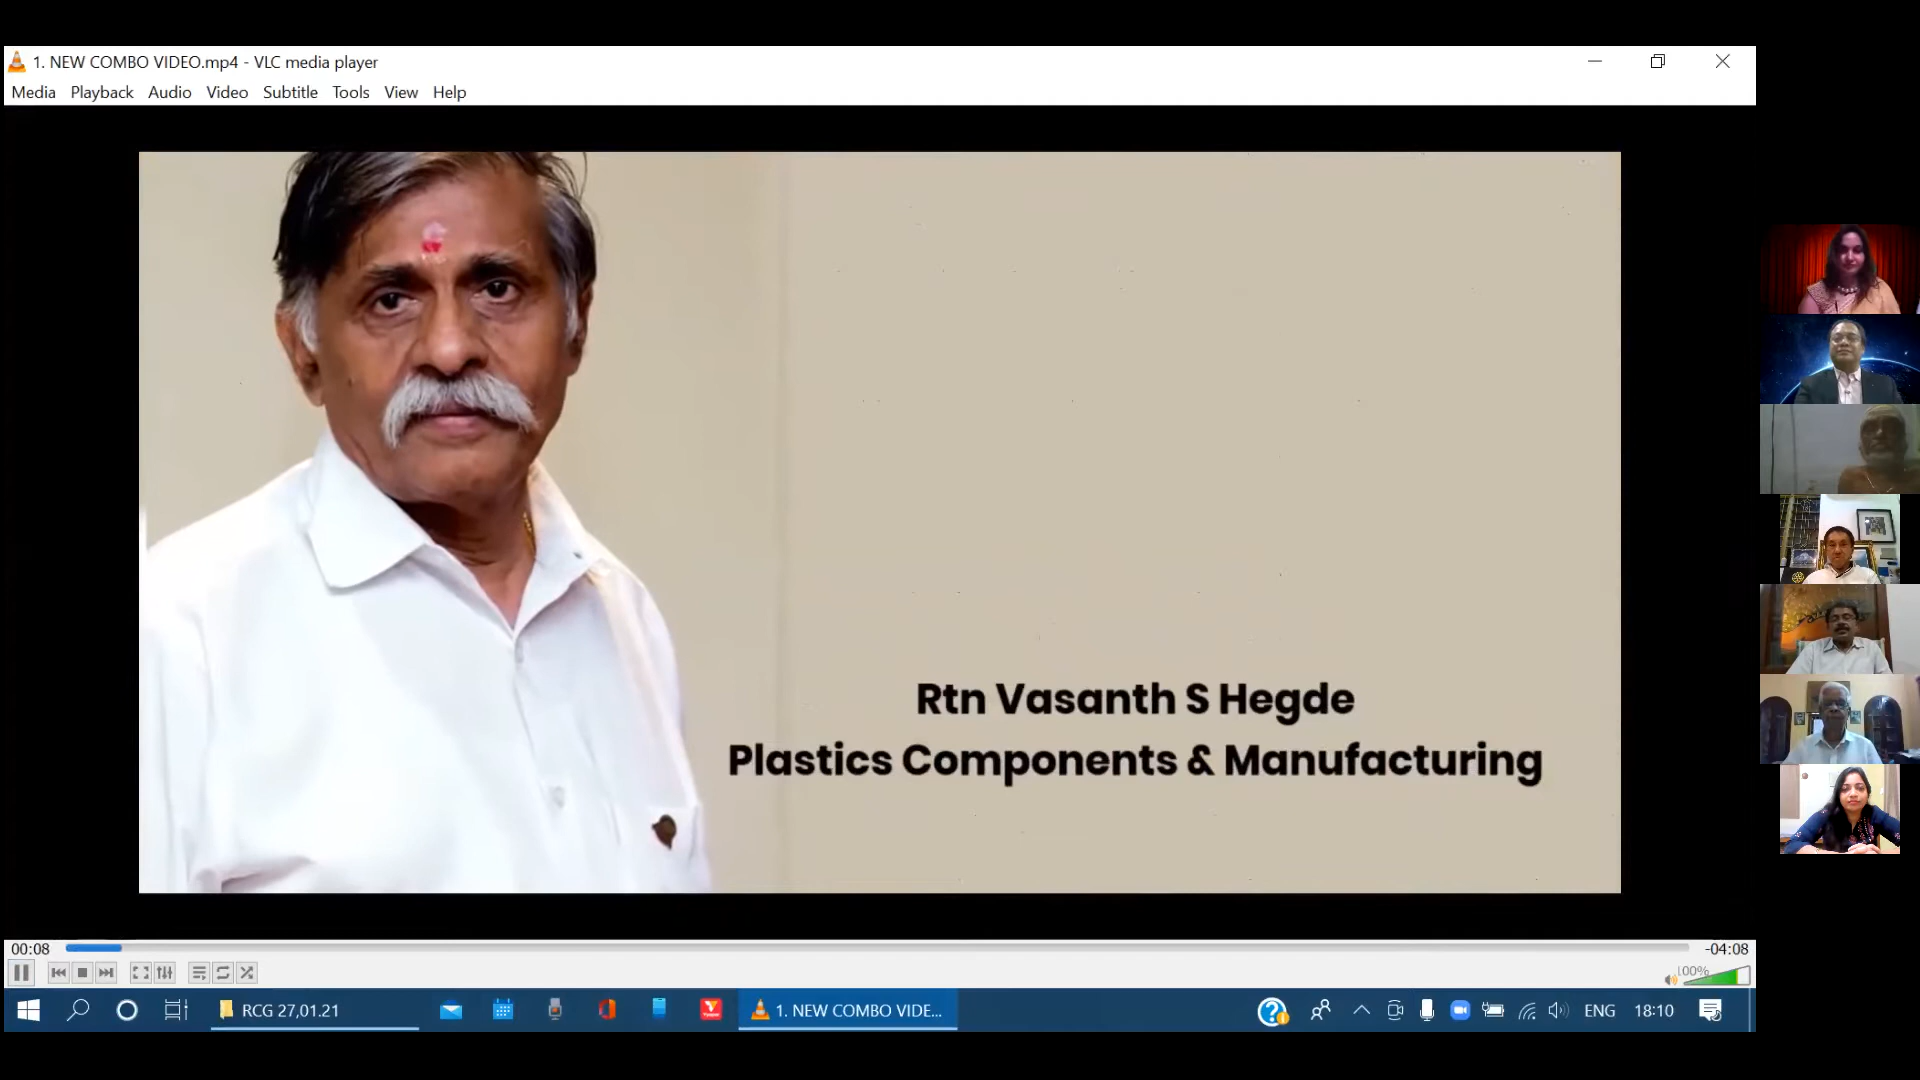 1. NEW COMBO VIDEO.mp4 - VLC media player
Media Playback Audio Video Subtitle Tools View Help
Rtn Vasanth S Hegde
Plastics Components & Manufacturing
00:08
-04:08
100%
RCG 27,01.21
1. NEW COMBO VIDE...
ENG
18:10